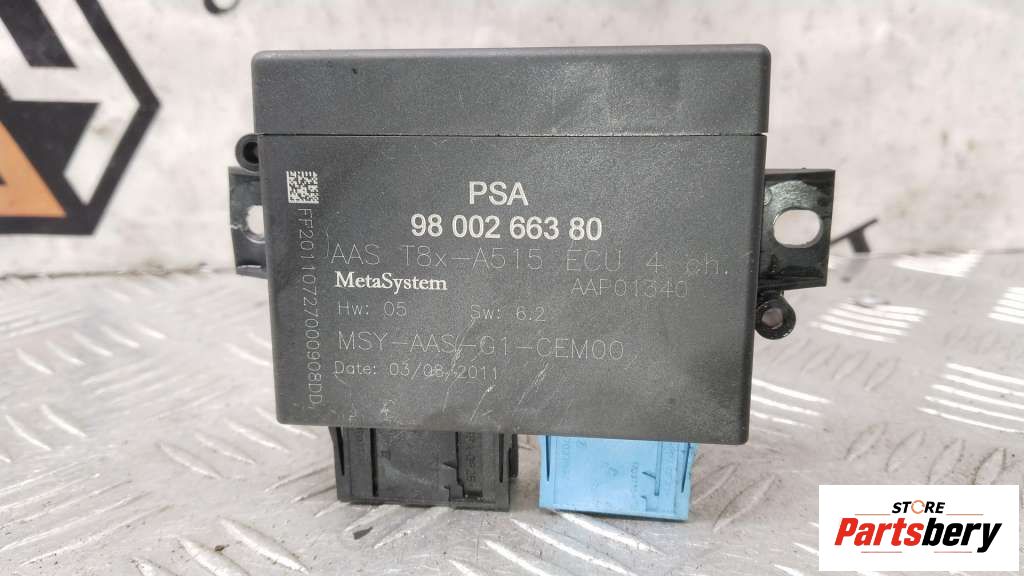 PSA
98 002 663 80
AAS T8x-A515 ECU 4 ch.
AAP01340
MetaSystem
Hw: 05 Sw: 6.2
MSY-AAS-G1-CEM00
Date: 03/08/2011
STORE
Partsbery